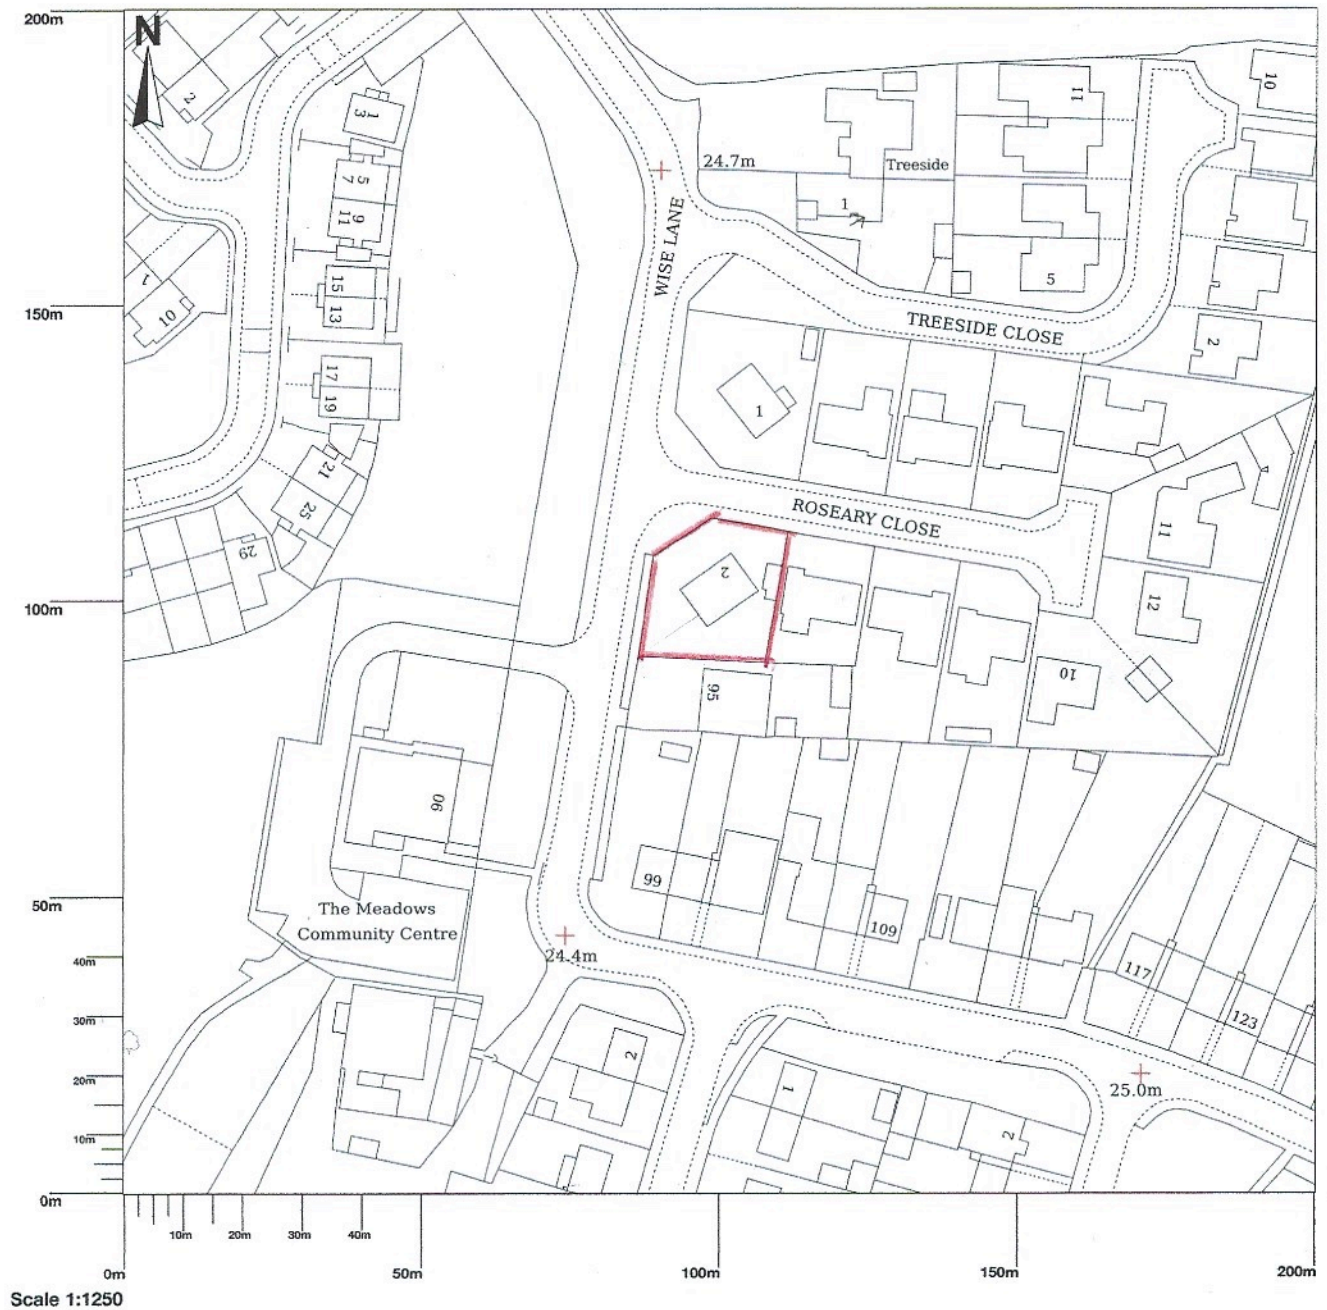 200m
N
2
1
3
10
11
24.7m
Treeside
5
7
9
11
1
WISE LANE
5
1
10
15
13
150m
TREESIDE CLOSE
2
17
19
1
21
25
ROSEARY CLOSE
11
29
2
100m
12
10
95
90
99
50m
The Meadows
Community Centre
109
24.4m
40m
117
30m
123
2
20m
1
25.0m
10m
2
0m
10m
20m
30m
40m
0m
50m
100m
150m
200m
Scale 1:1250